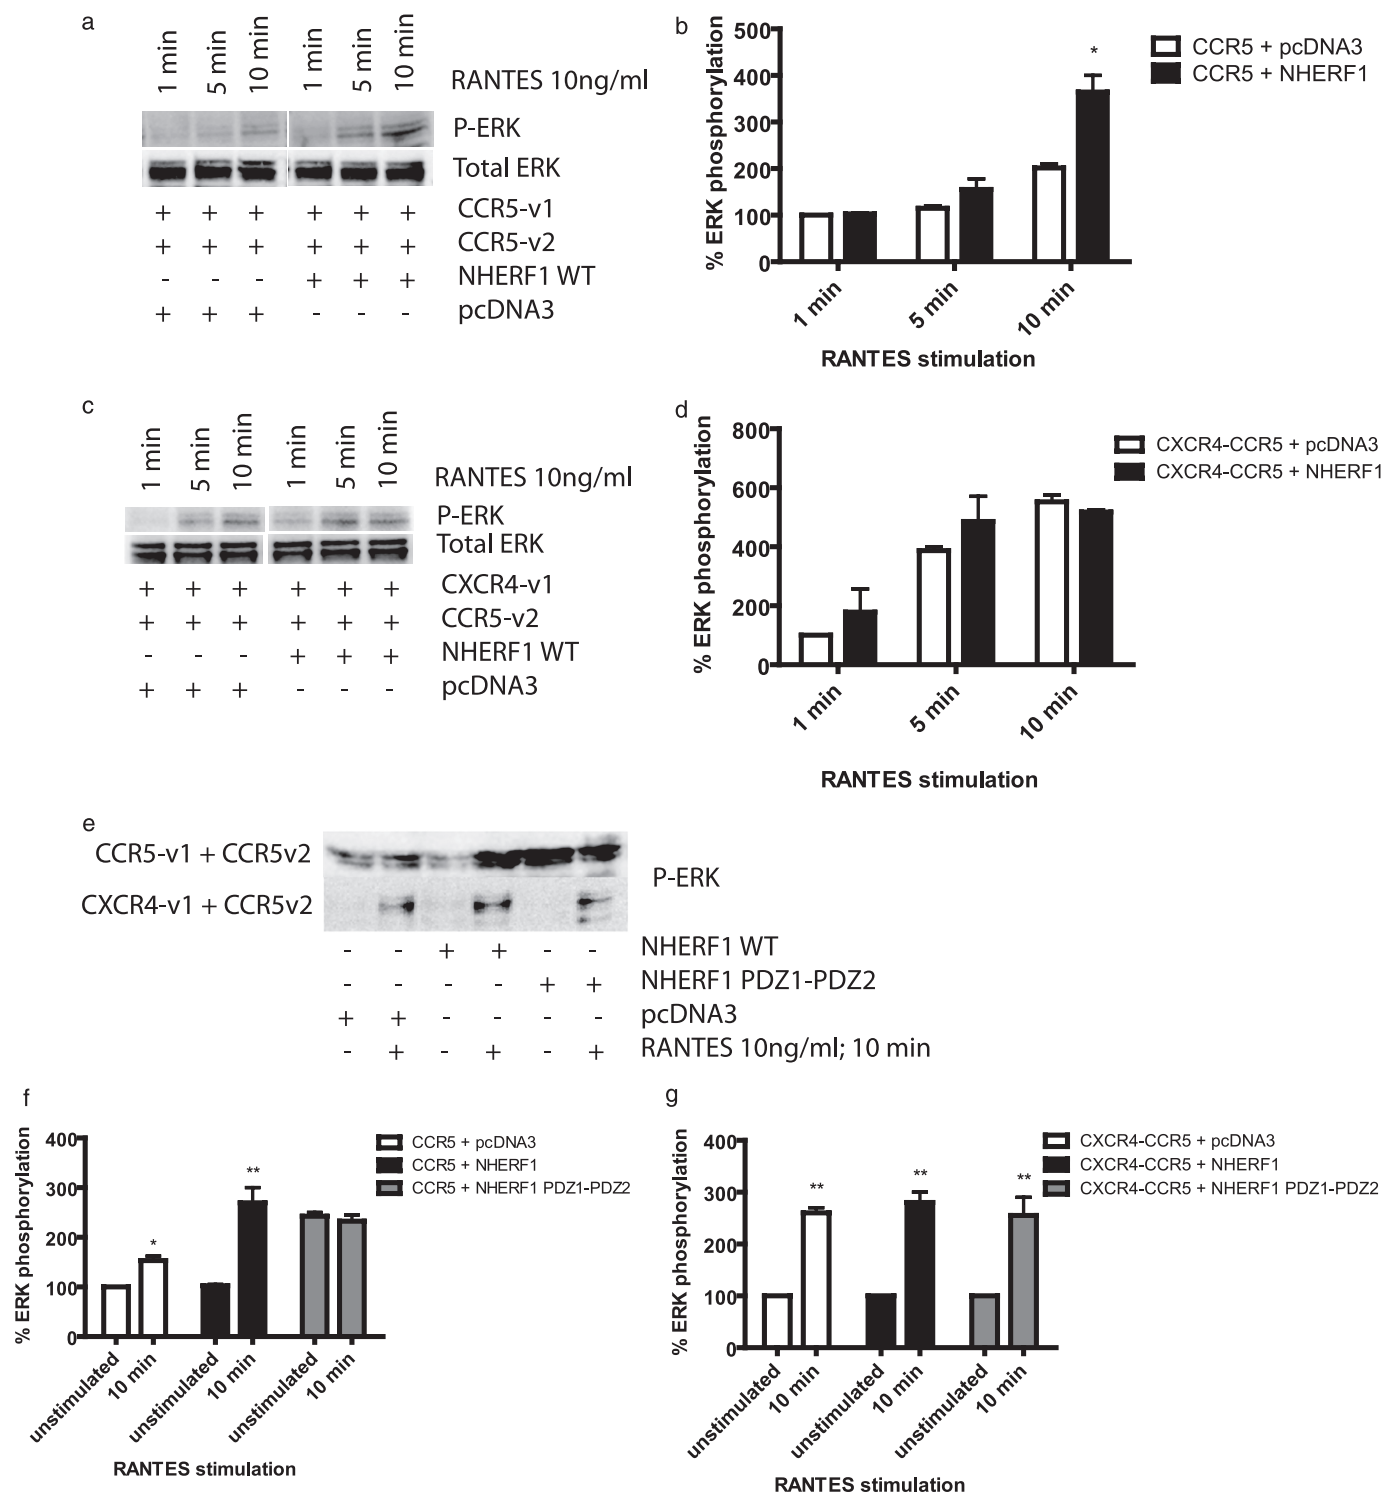 a
1 min 5 min 10 min 1 min 5 min 10 min
RANTES 10ng/ml
P-ERK
Total ERK
+ + + + + + CCR5-v1
+ + + + + + CCR5-v2
- - - + + + NHERF1 WT
+ + + - - - pcDNA3
b
CCR5 + pcDNA3
CCR5 + NHERF1
% ERK phosphorylation
500
400
300
200
100
0
*
1 min 5 min 10 min
RANTES stimulation
c
1 min 5 min 10 min 1 min 5 min 10 min
RANTES 10ng/ml
P-ERK
Total ERK
+ + + + + + CXCR4-v1
+ + + + + + CCR5-v2
- - - + + + NHERF1 WT
+ + + - - - pcDNA3
d
CXCR4-CCR5 + pcDNA3
CXCR4-CCR5 + NHERF1
% ERK phosphorylation
800
600
400
200
0
1 min 5 min 10 min
RANTES stimulation
e
CCR5-v1 + CCR5v2
CXCR4-v1 + CCR5v2
P-ERK
- - + + - - NHERF1 WT
- - - - + + NHERF1 PDZ1-PDZ2
+ + - - - - pcDNA3
- + - + - + RANTES 10ng/ml; 10 min
f
CCR5 + pcDNA3
CCR5 + NHERF1
CCR5 + NHERF1 PDZ1-PDZ2
% ERK phosphorylation
400
300
200
100
0
* **
unstimulated 10 min unstimulated 10 min unstimulated 10 min
RANTES stimulation
g
CXCR4-CCR5 + pcDNA3
CXCR4-CCR5 + NHERF1
CXCR4-CCR5 + NHERF1 PDZ1-PDZ2
% ERK phosphorylation
400
300
200
100
0
** ** **
unstimulated 10 min unstimulated 10 min unstimulated 10 min
RANTES stimulation